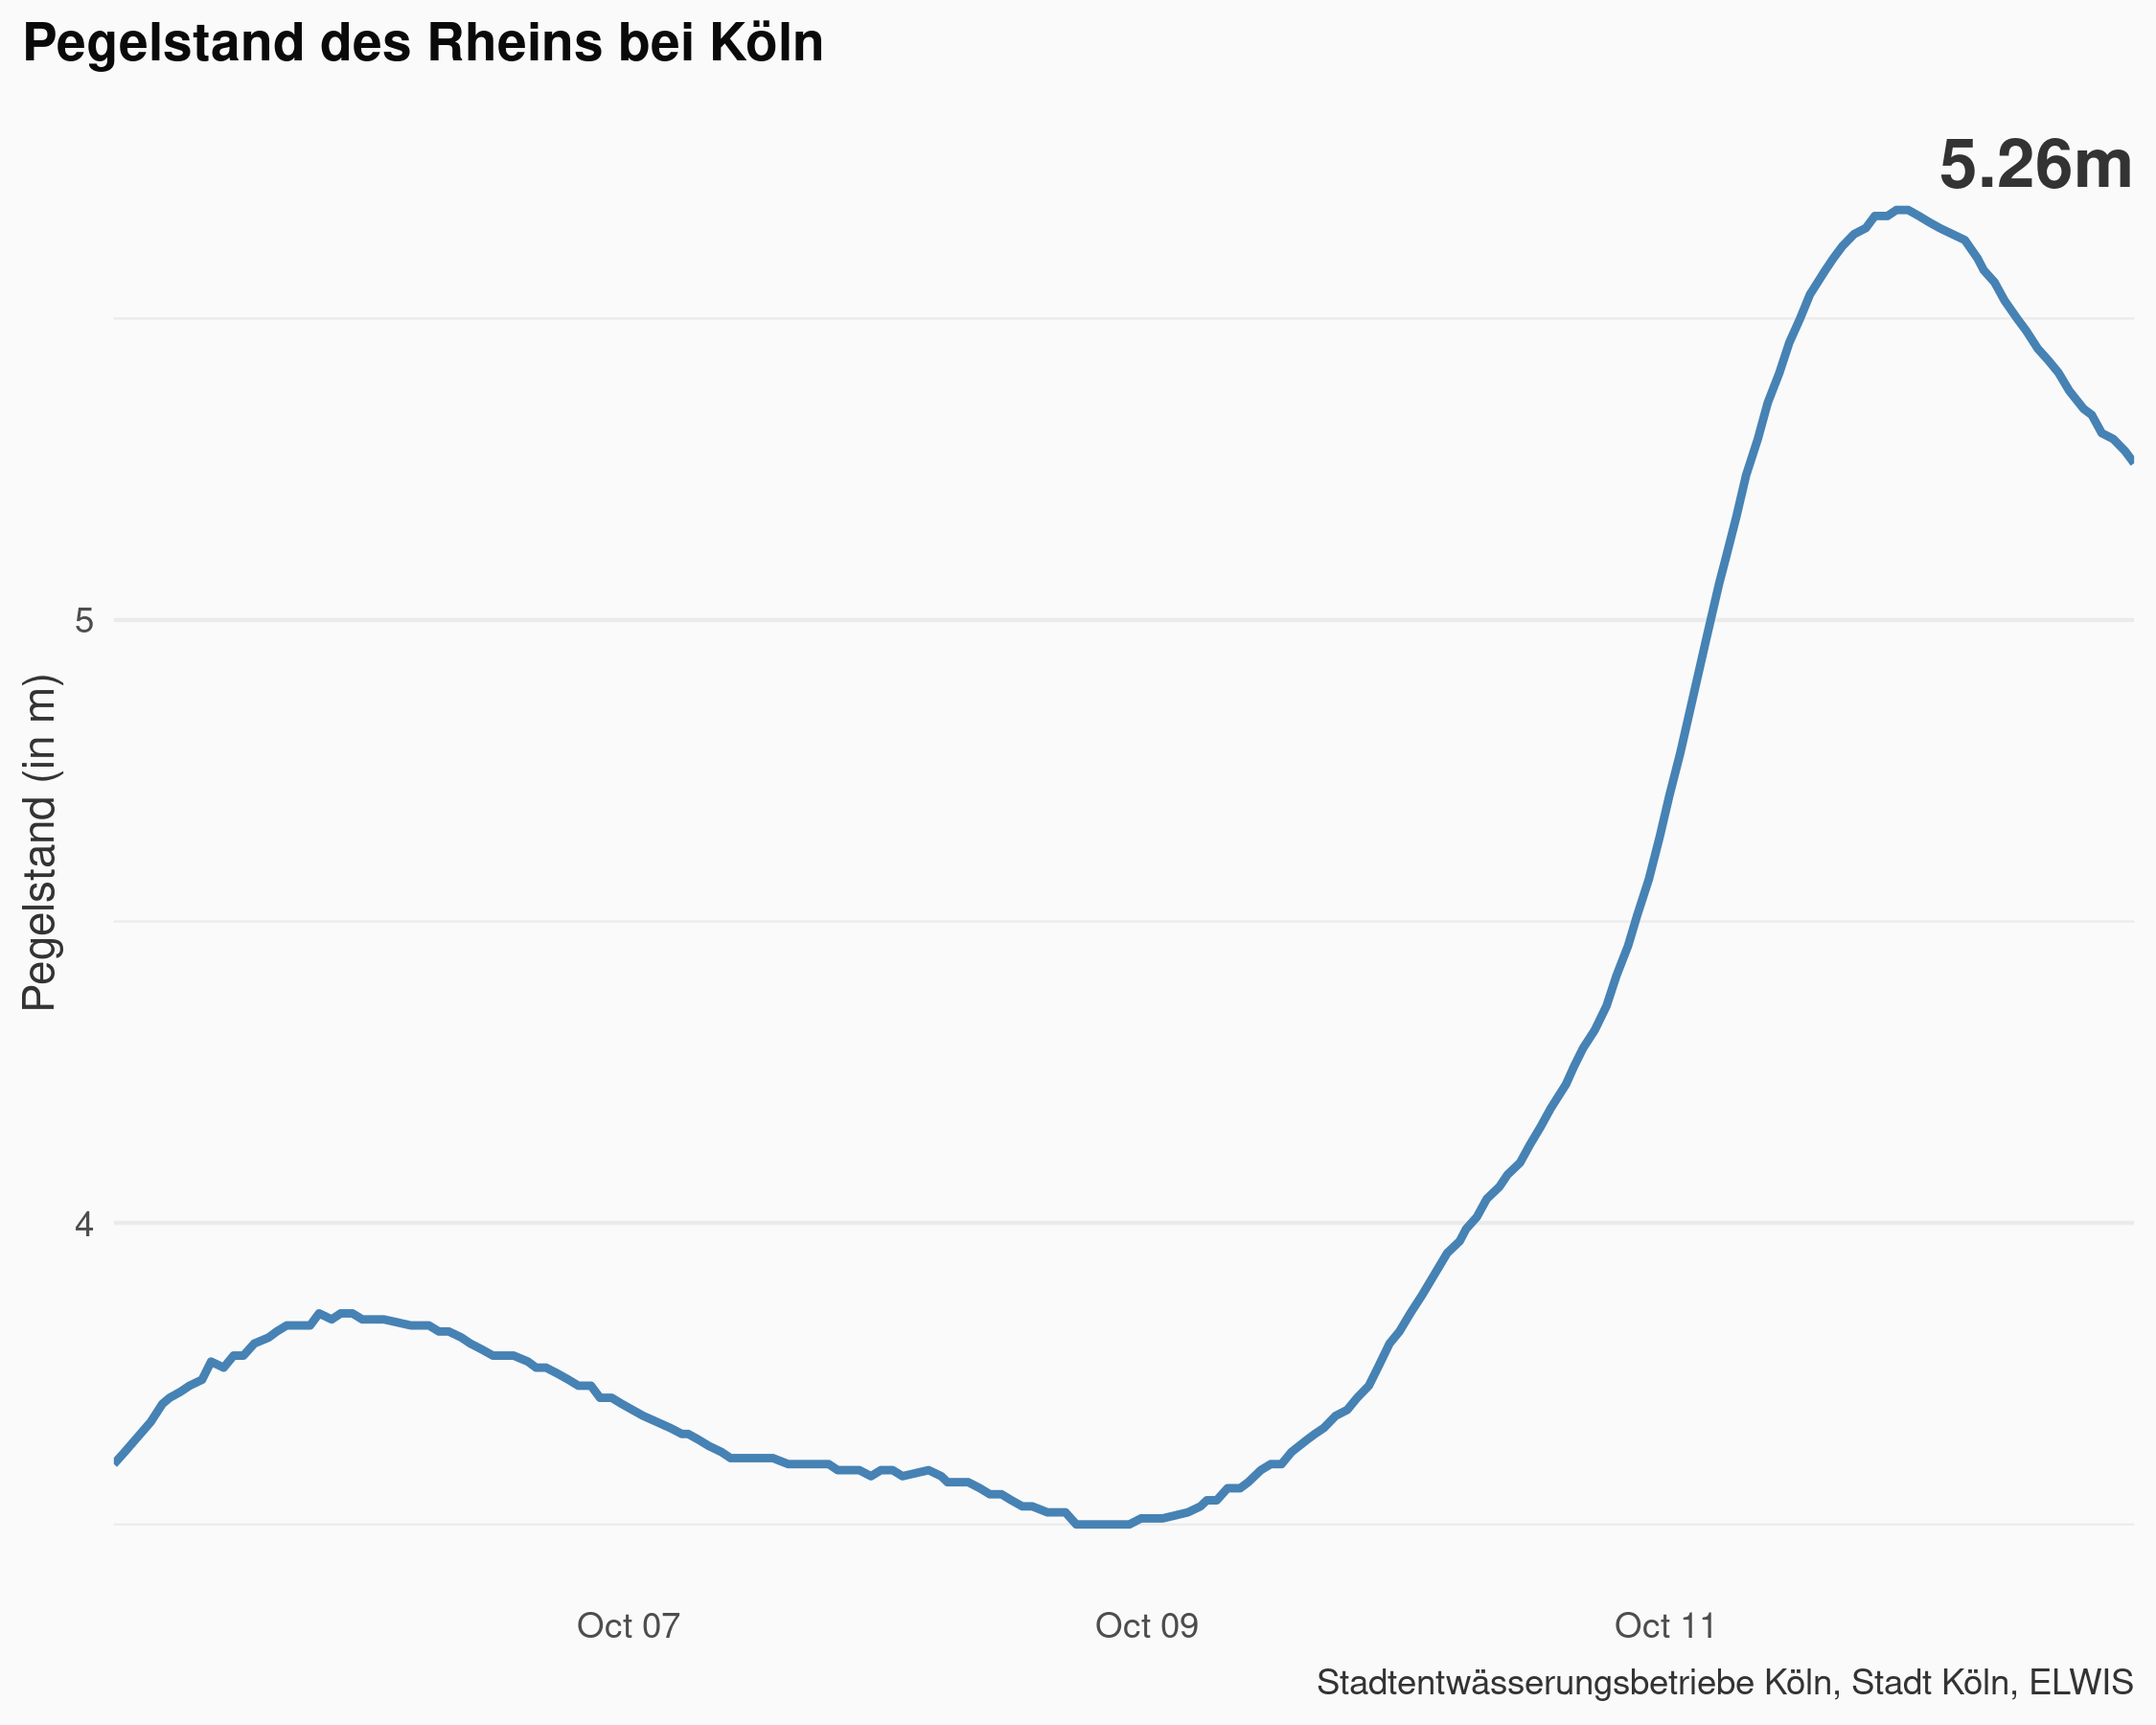 Pegelstand des Rheins bei Köln
5.26m
5
Pegelstand (in m)
4
Oct 07
Oct 09
Oct 11
Stadtentwässerungsbetriebe Köln, Stadt Köln, ELWIS